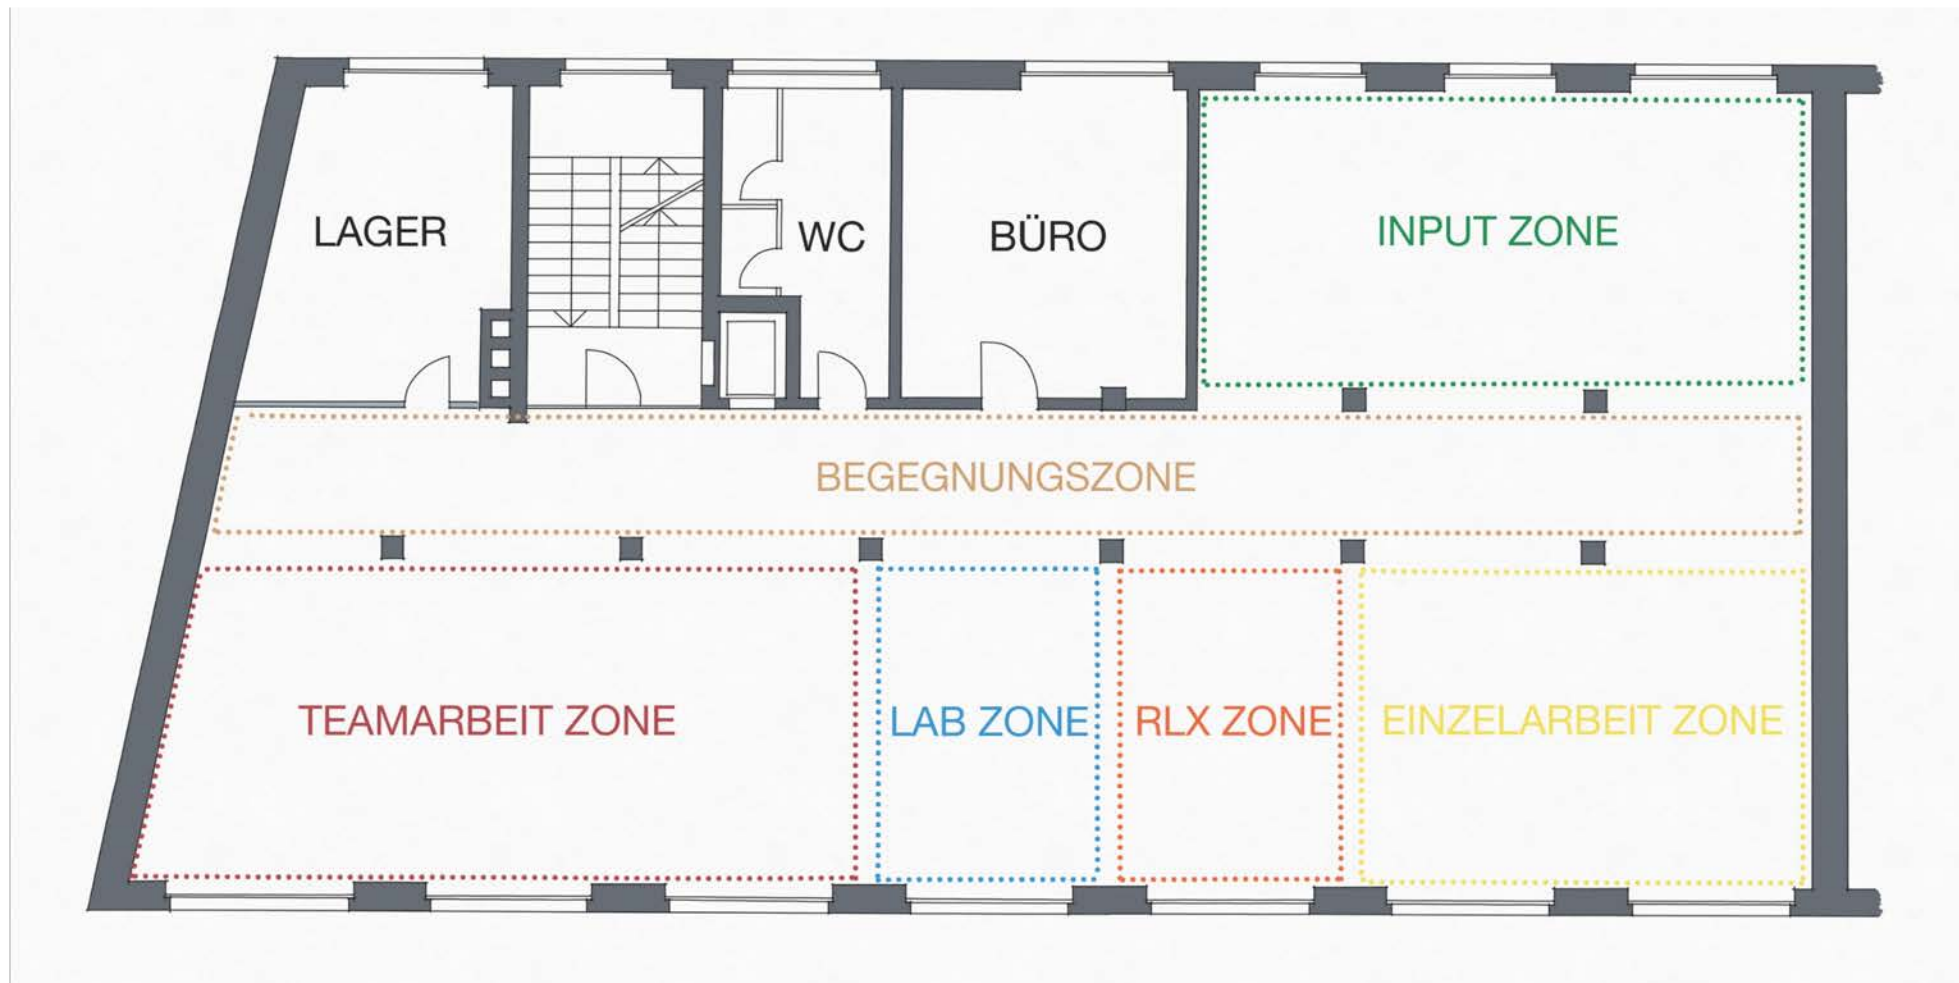 LAGER
WC
BÜRO
INPUT ZONE
BEGEGNUNGSZONE
TEAMARBEIT ZONE
LAB ZONE
RLX ZONE
EINZELARBEIT ZONE